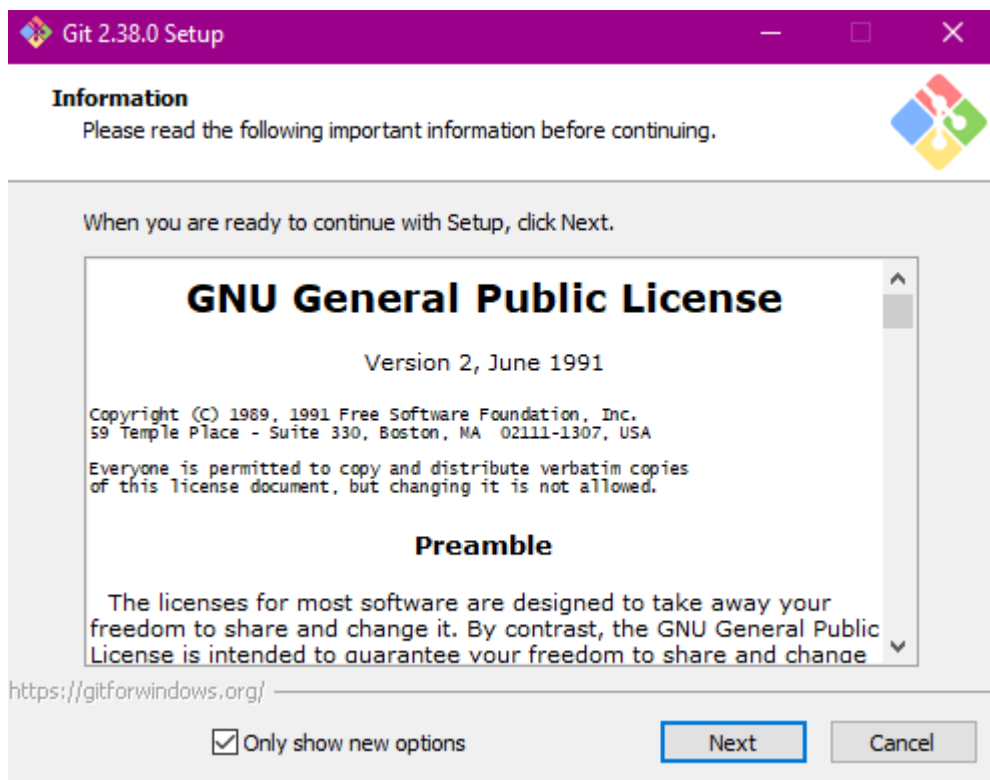 Git 2.38.0 Setup
Information
Please read the following important information before continuing.
When you are ready to continue with Setup, click Next.
GNU General Public License
Version 2, June 1991
Copyright (C) 1989, 1991 Free Software Foundation, Inc.
59 Temple Place - Suite 330, Boston, MA  02111-1307, USA
Everyone is permitted to copy and distribute verbatim copies
of this license document, but changing it is not allowed.
Preamble
The licenses for most software are designed to take away your
freedom to share and change it. By contrast, the GNU General Public
License is intended to guarantee your freedom to share and change
https://gitforwindows.org/
Only show new options
Next
Cancel